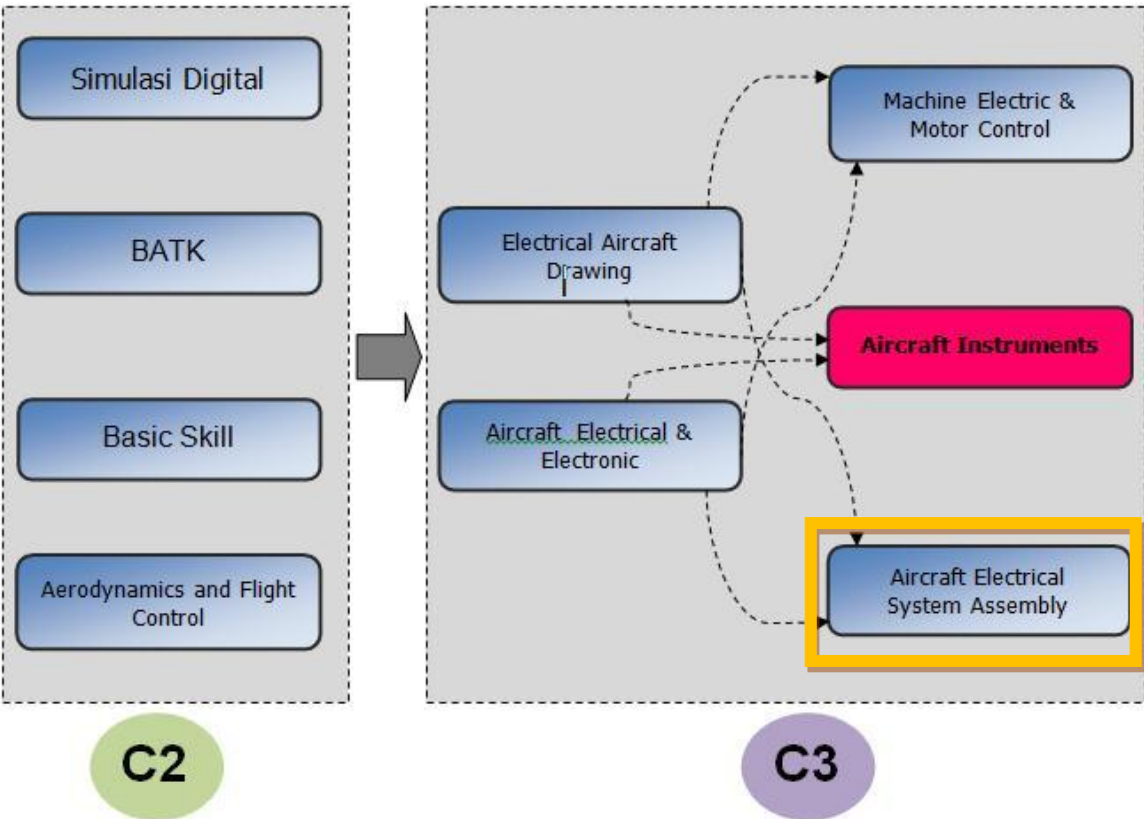 Simulasi Digital
BATK
Basic Skill
Aerodynamics and Flight
Control
Electrical Aircraft
Drawing
Aircraft Electrical &
Electronic
Machine Electric &
Motor Control
Aircraft Instruments
Aircraft Electrical
System Assembly
C2
C3